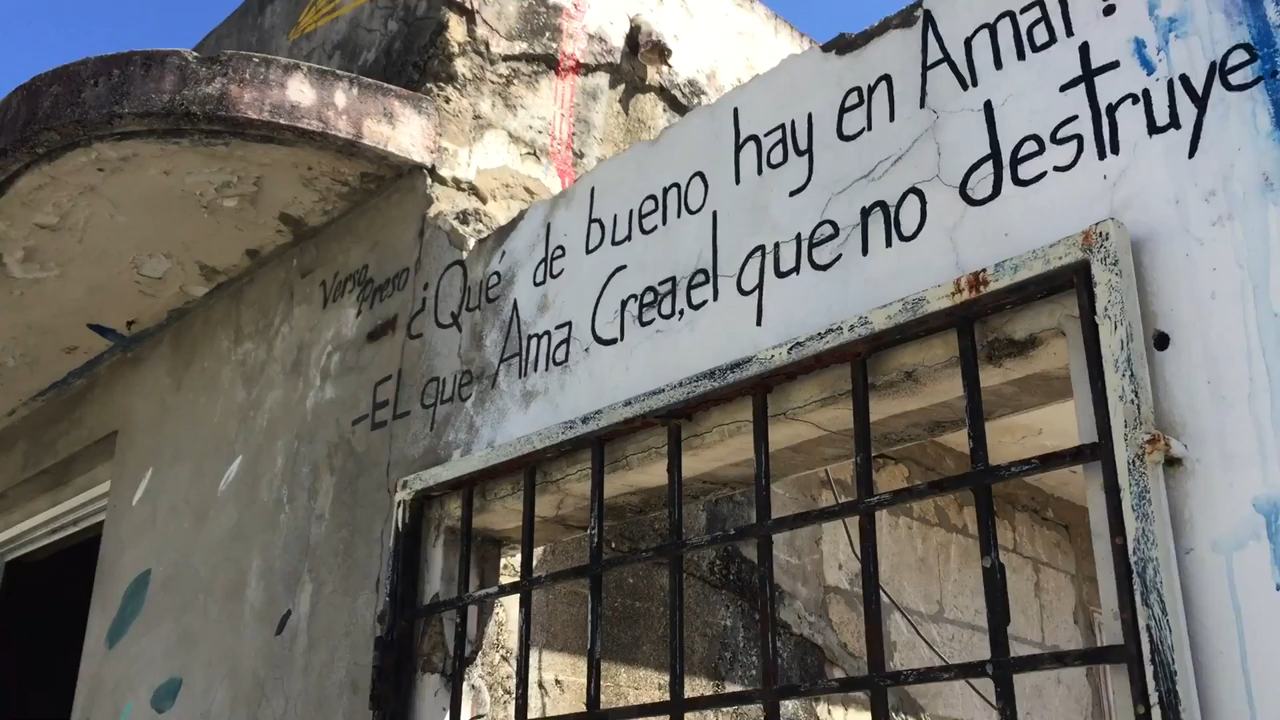 Verso
Preso
¿Qué de bueno hay en Amar?
-EL que Ama Crea, el que no destruye.